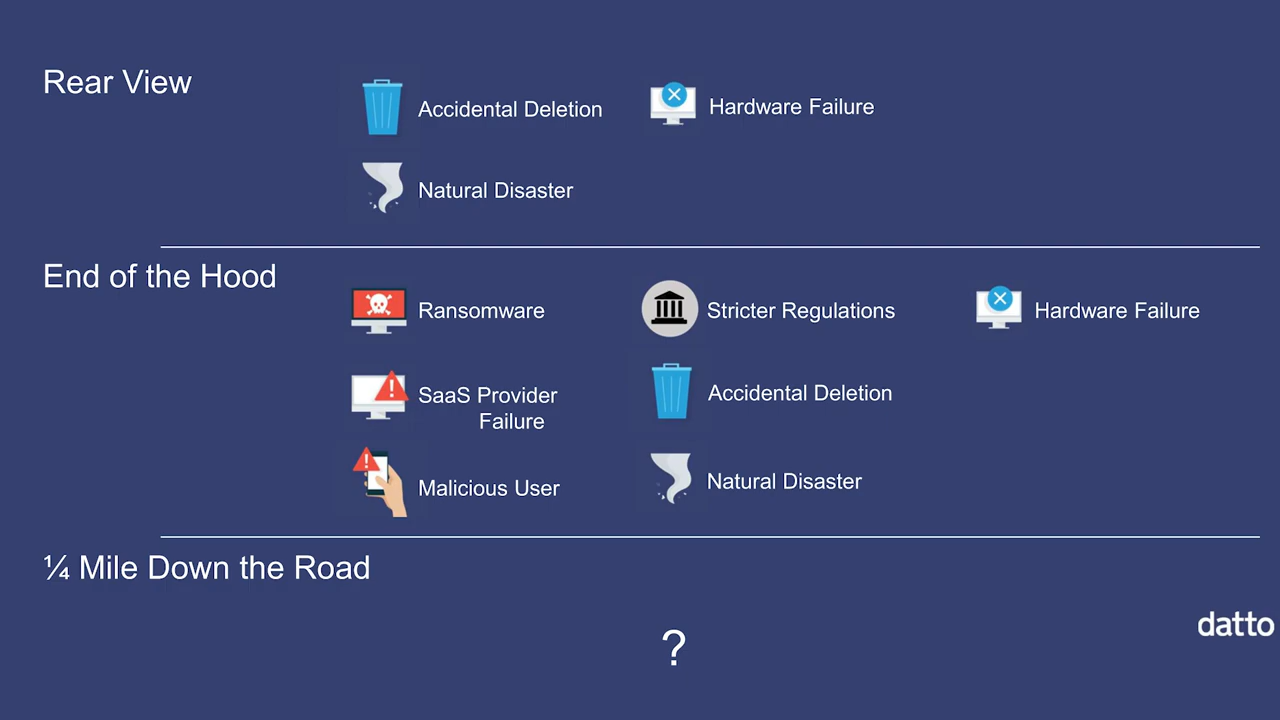 Rear View
Accidental Deletion
Hardware Failure
Natural Disaster
End of the Hood
Ransomware
Stricter Regulations
Hardware Failure
SaaS Provider
Failure
Accidental Deletion
Malicious User
Natural Disaster
¼ Mile Down the Road
?
datto